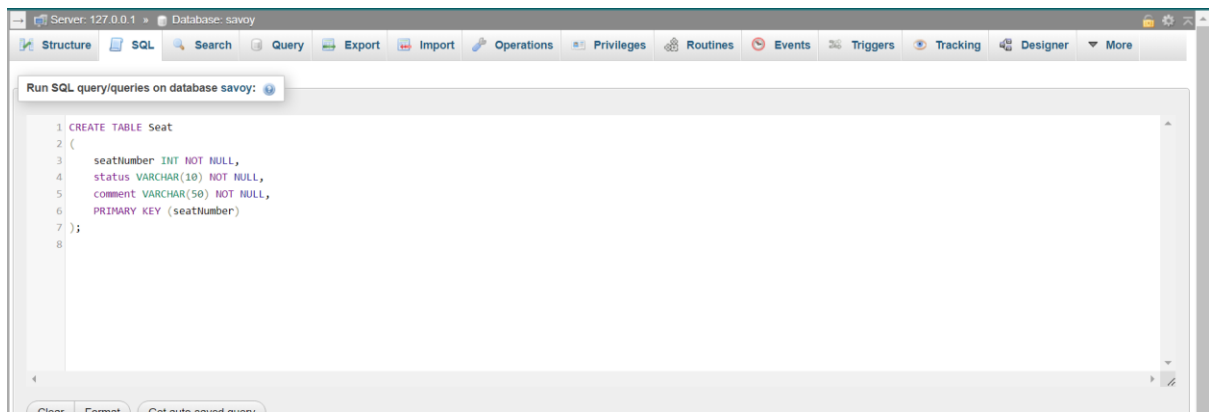 Server: 127.0.0.1 » Database: savoy
Structure SQL Search Query Export Import Operations Privileges Routines Events Triggers Tracking Designer More
Run SQL query/queries on database savoy:
1 CREATE TABLE Seat
2 (
3 seatNumber INT NOT NULL,
4 status VARCHAR(10) NOT NULL,
5 comment VARCHAR(50) NOT NULL,
6 PRIMARY KEY (seatNumber)
7 );
8
Clear Format Get auto-saved query